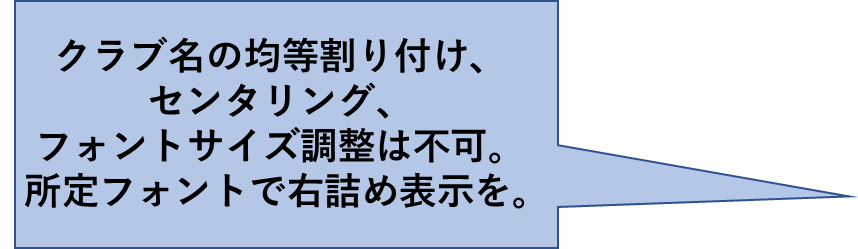 クラブ名の均等割り付け、
センタリング、
フォントサイズ調整は不可。
所定フォントで右詰め表示を。